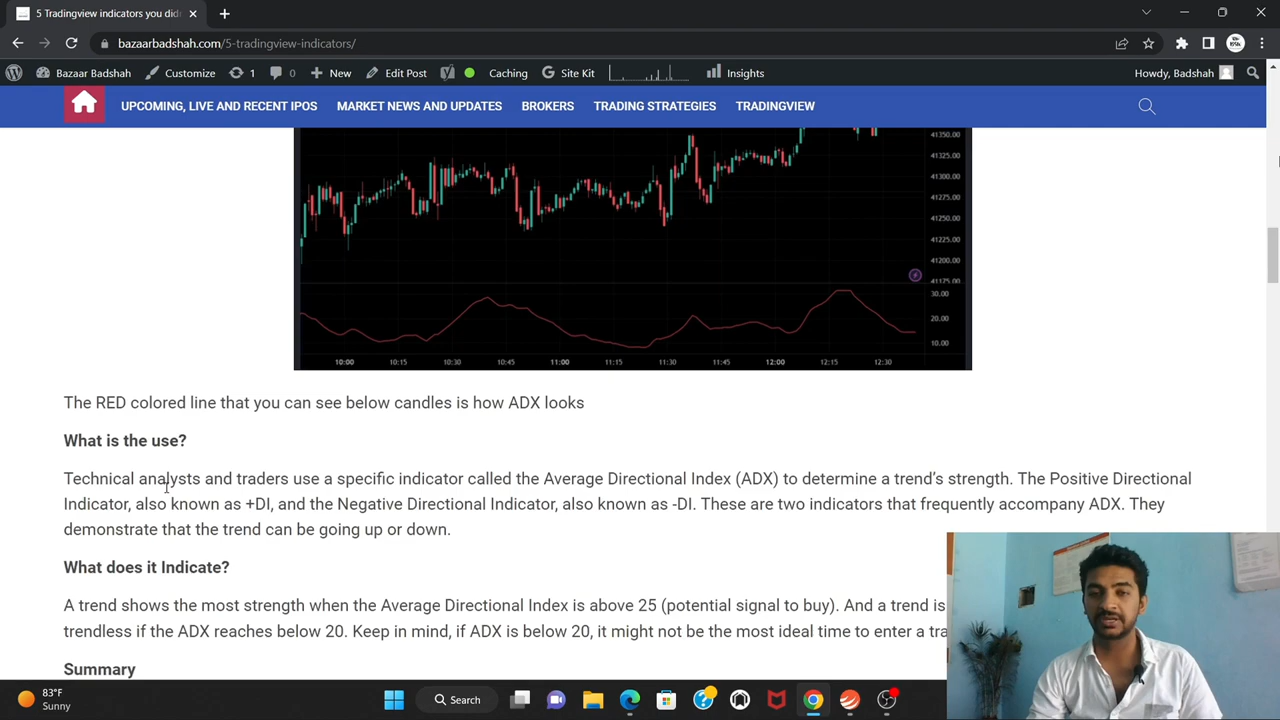 5 Tradingview indicators you didn
bazaarbadshah.com/5-tradingview-indicators/
Bazaar Badshah Customize 1 0 New Edit Post Caching Site Kit Insights Howdy, Badshah
UPCOMING, LIVE AND RECENT IPOS MARKET NEWS AND UPDATES BROKERS TRADING STRATEGIES TRADINGVIEW
41350.00
41325.00
41300.00
41275.00
41250.00
41225.00
41200.00
41175.00
30.00
20.00
10.00
10:00 10:15 10:30 10:45 11:00 11:15 11:30 11:45 12:00 12:15 12:30
The RED colored line that you can see below candles is how ADX looks
What is the use?
Technical analysts and traders use a specific indicator called the Average Directional Index (ADX) to determine a trend's strength. The Positive Directional
Indicator, also known as +DI, and the Negative Directional Indicator, also known as -DI. These are two indicators that frequently accompany ADX. They
demonstrate that the trend can be going up or down.
What does it Indicate?
A trend shows the most strength when the Average Directional Index is above 25 (potential signal to buy). And a trend is
trendless if the ADX reaches below 20. Keep in mind, if ADX is below 20, it might not be the most ideal time to enter a tra
Summary
83°F
Sunny
Search